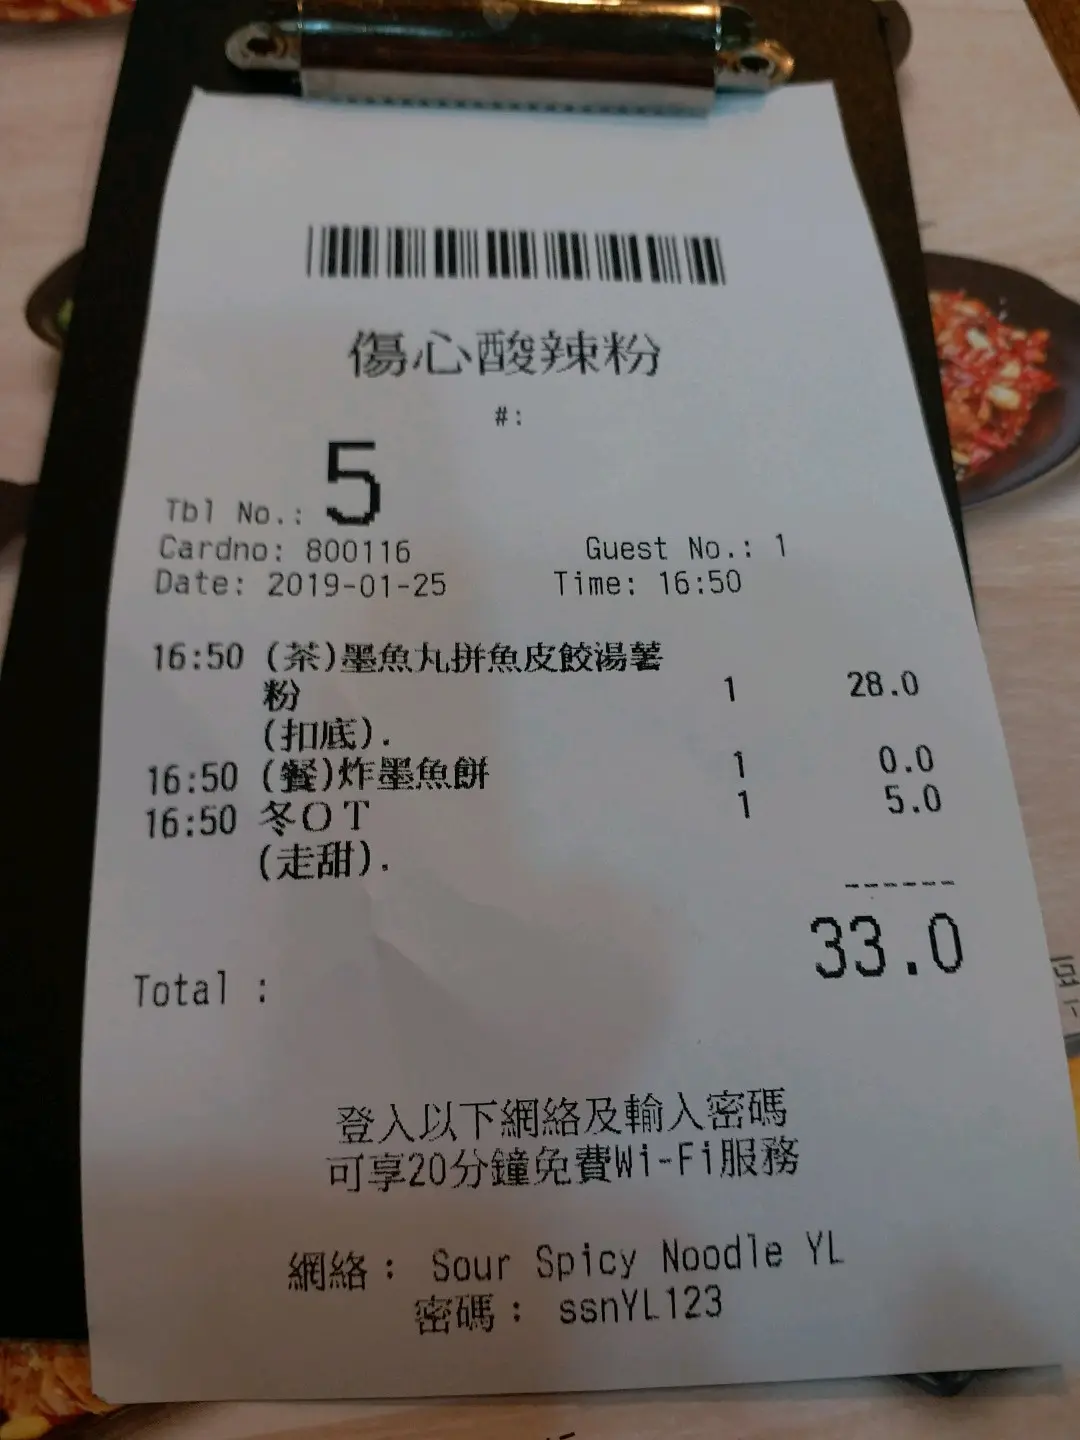 傷心酸辣粉
#:
Tbl No.: 5
Cardno: 800116 Guest No.: 1
Date: 2019-01-25 Time: 16:50
16:50 (茶)墨魚丸拼魚皮餃湯薯
粉 1 28.0
(扣底).
16:50 (餐)炸墨魚餅 1 0.0
16:50 冬OT 1 5.0
(走甜).
------
Total : 33.0
登入以下網絡及輸入密碼
可享20分鐘免費Wi-Fi服務
網絡： Sour Spicy Noodle YL
密碼： ssnYL123